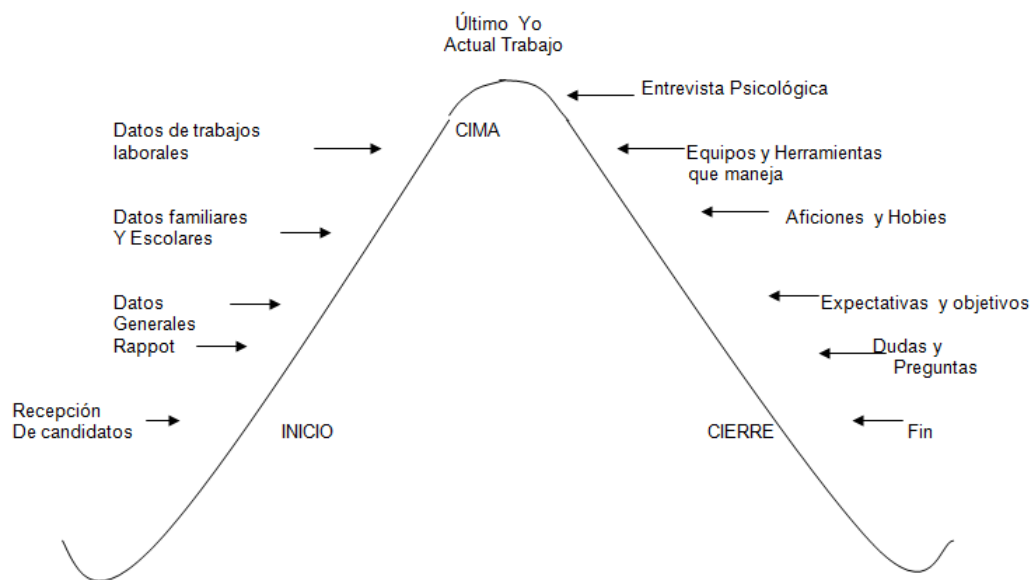 Último Yo
Actual Trabajo
Entrevista Psicológica
CIMA
Datos de trabajos
laborales
Equipos y Herramientas
que maneja
Datos familiares
Y Escolares
Aficiones y Hobies
Datos
Generales
Rappot
Expectativas y objetivos
Dudas y
Preguntas
Recepción
De candidatos
INICIO
CIERRE
Fin